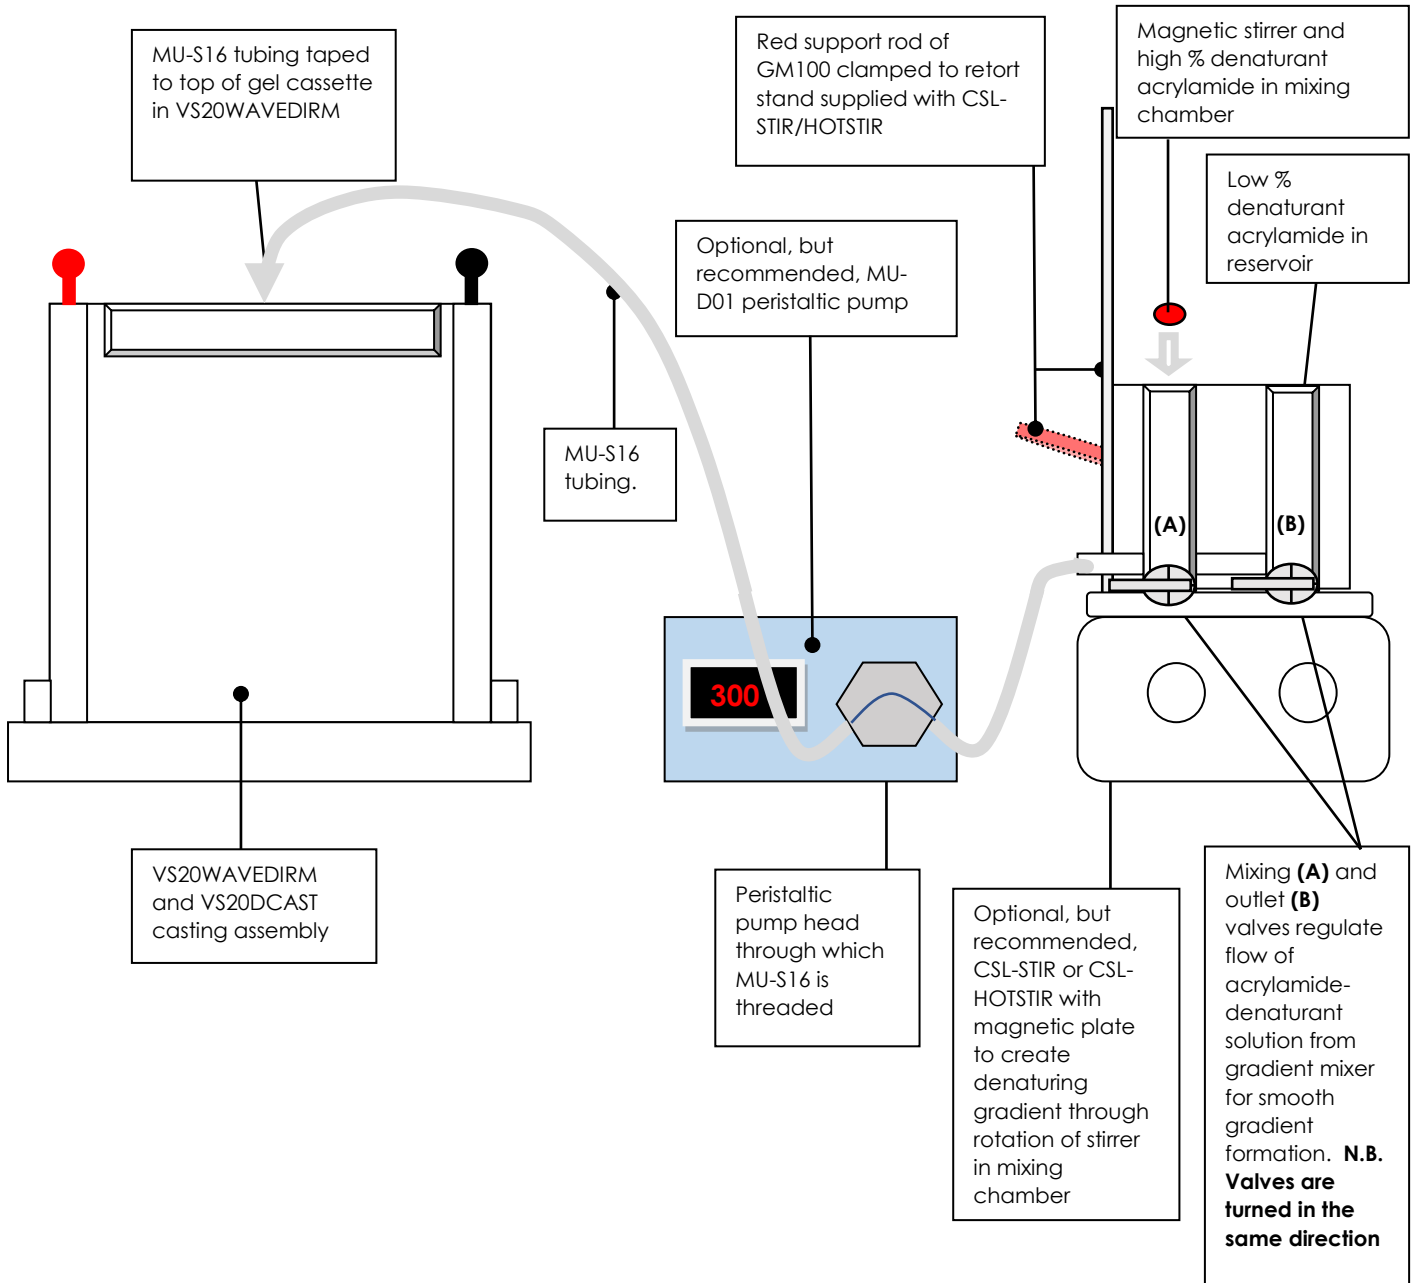 MU-S16 tubing taped
to top of gel cassette
in VS20WAVEDIRM
Red support rod of
GM100 clamped to retort
stand supplied with CSL-
STIR/HOTSTIR
Magnetic stirrer and
high % denaturant
acrylamide in mixing
chamber
Low %
denaturant
acrylamide in
reservoir
Optional, but
recommended, MU-
D01 peristaltic pump
MU-S16
tubing.
(A)
(B)
300
VS20WAVEDIRM
and VS20DCAST
casting assembly
Peristaltic
pump head
through which
MU-S16 is
threaded
Optional, but
recommended,
CSL-STIR or CSL-
HOTSTIR with
magnetic plate
to create
denaturing
gradient through
rotation of stirrer
in mixing
chamber
Mixing (A) and
outlet (B)
valves regulate
flow of
acrylamide-
denaturant
solution from
gradient mixer
for smooth
gradient
formation. N.B.
Valves are
turned in the
same direction